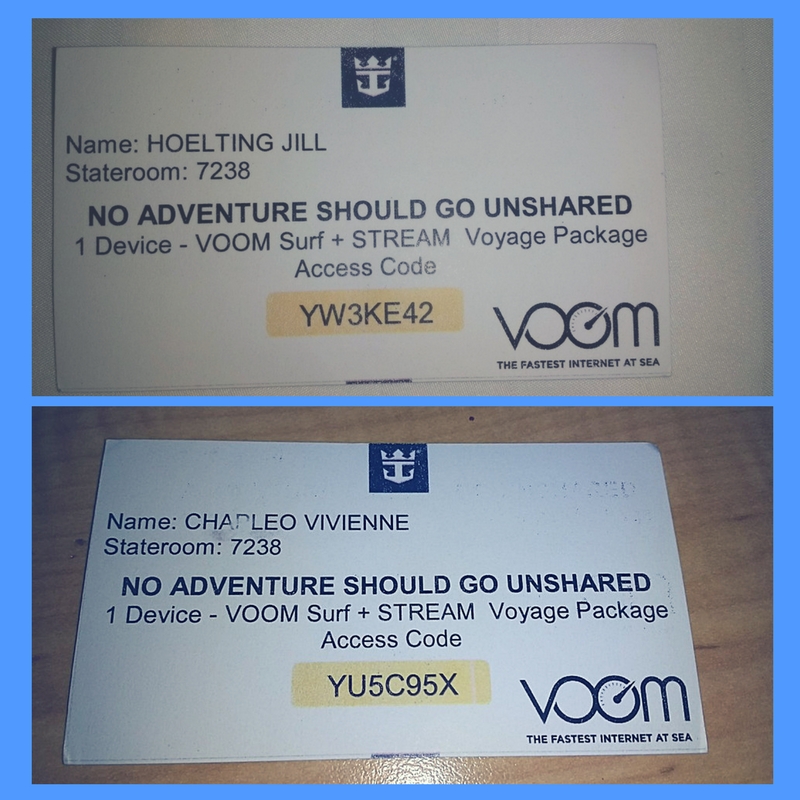 Name: HOELTING JILL
Stateroom: 7238
NO ADVENTURE SHOULD GO UNSHARED
1 Device - VOOM Surf + STREAM Voyage Package
Access Code
YW3KE42
VOOM
THE FASTEST INTERNET AT SEA
Name: CHAPLEO VIVIENNE
Stateroom: 7238
NO ADVENTURE SHOULD GO UNSHARED
1 Device - VOOM Surf + STREAM Voyage Package
Access Code
YU5C95X
VOOM
THE FASTEST INTERNET AT SEA